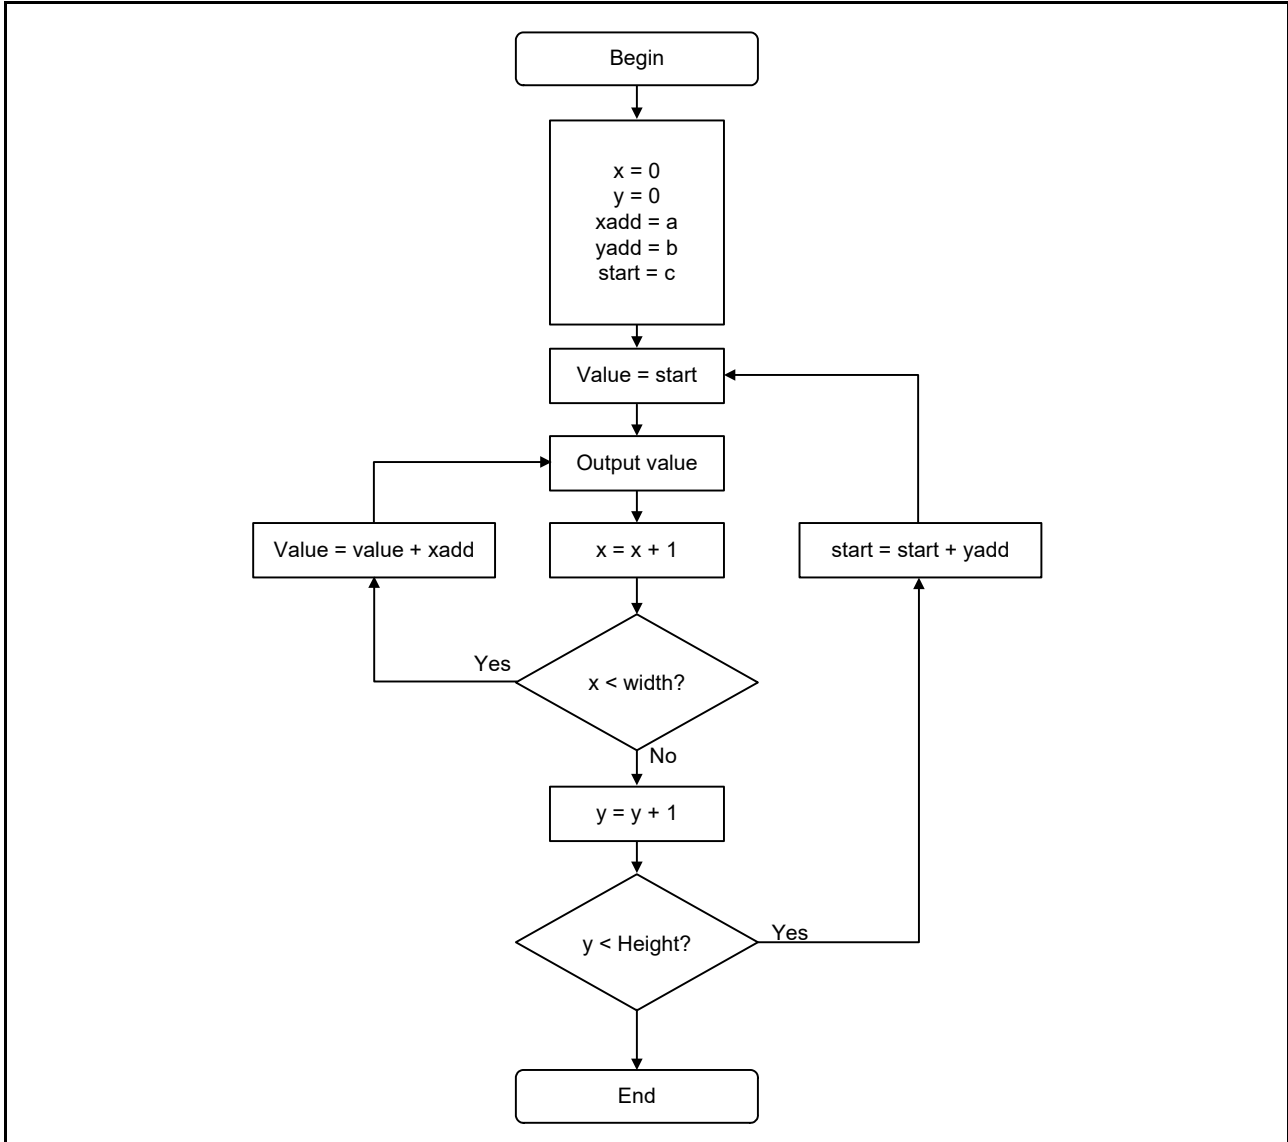 Begin
x = 0
y = 0
xadd = a
yadd = b
start = c
Value = start
Output value
Value = value + xadd
x = x + 1
start = start + yadd
Yes
x < width?
No
y = y + 1
y < Height?
Yes
End